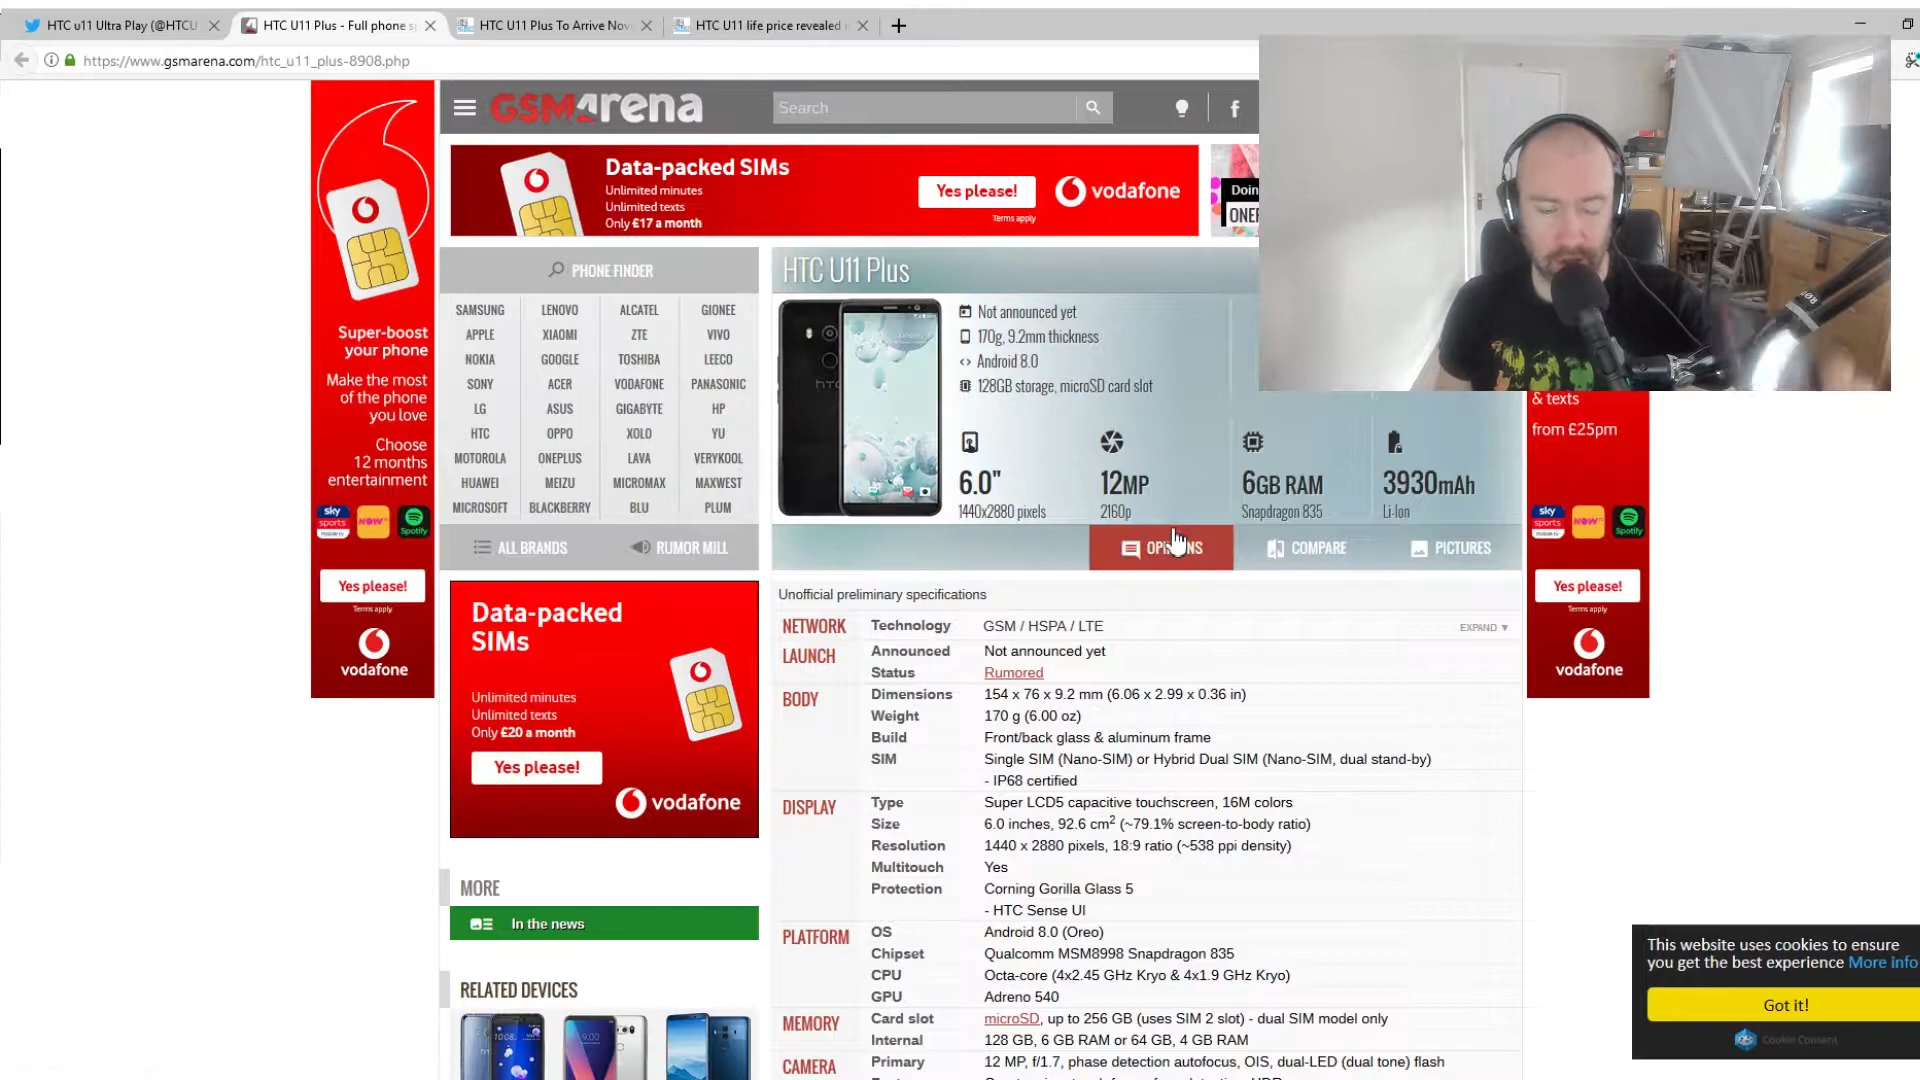 HTC u11 Ultra Play (@HTCU
HTC U11 Plus - Full phone s
HTC U11 Plus To Arrive Nov
HTC U11 life price revealed
https://www.gsmarena.com/htc_u11_plus-8908.php
GSMarena
Search
Data-packed SIMs
Unlimited minutes
Unlimited texts
Only £17 a month
Yes please!
Terms apply
vodafone
Doin
ONE
Super-boost
your phone
Make the most
of the phone
you love
Choose
12 months
entertainment
sky
sports
NOW
Spotify
Yes please!
Terms apply
vodafone
PHONE FINDER
SAMSUNG LENOVO ALCATEL GIONEE
APPLE XIAOMI ZTE VIVO
NOKIA GOOGLE TOSHIBA LEECO
SONY ACER VODAFONE PANASONIC
LG ASUS GIGABYTE HP
HTC OPPO XOLO YU
MOTOROLA ONEPLUS LAVA VERYKOOL
HUAWEI MEIZU MICROMAX MAXWEST
MICROSOFT BLACKBERRY BLU PLUM
ALL BRANDS RUMOR MILL
HTC U11 Plus
Not announced yet
170g, 9.2mm thickness
Android 8.0
128GB storage, microSD card slot
6.0" 12MP 6GB RAM 3930mAh
1440x2880 pixels 2160p Snapdragon 835 Li-Ion
COMPARE PICTURES
& texts
from £25pm
sky
sports
NOW
Spotify
Yes please!
Terms apply
vodafone
Data-packed
SIMs
Unlimited minutes
Unlimited texts
Only £20 a month
Yes please!
vodafone
MORE
In the news
RELATED DEVICES
Unofficial preliminary specifications
NETWORK Technology GSM / HSPA / LTE EXPAND ▼
LAUNCH Announced Not announced yet
Status Rumored
BODY Dimensions 154 x 76 x 9.2 mm (6.06 x 2.99 x 0.36 in)
Weight 170 g (6.00 oz)
Build Front/back glass & aluminum frame
SIM Single SIM (Nano-SIM) or Hybrid Dual SIM (Nano-SIM, dual stand-by)
- IP68 certified
DISPLAY Type Super LCD5 capacitive touchscreen, 16M colors
Size 6.0 inches, 92.6 cm2 (~79.1% screen-to-body ratio)
Resolution 1440 x 2880 pixels, 18:9 ratio (~538 ppi density)
Multitouch Yes
Protection Corning Gorilla Glass 5
- HTC Sense UI
PLATFORM OS Android 8.0 (Oreo)
Chipset Qualcomm MSM8998 Snapdragon 835
CPU Octa-core (4x2.45 GHz Kryo & 4x1.9 GHz Kryo)
GPU Adreno 540
MEMORY Card slot microSD, up to 256 GB (uses SIM 2 slot) - dual SIM model only
Internal 128 GB, 6 GB RAM or 64 GB, 4 GB RAM
CAMERA Primary 12 MP, f/1.7, phase detection autofocus, OIS, dual-LED (dual tone) flash
This website uses cookies to ensure
you get the best experience More info
Got it!
Cookie Consent